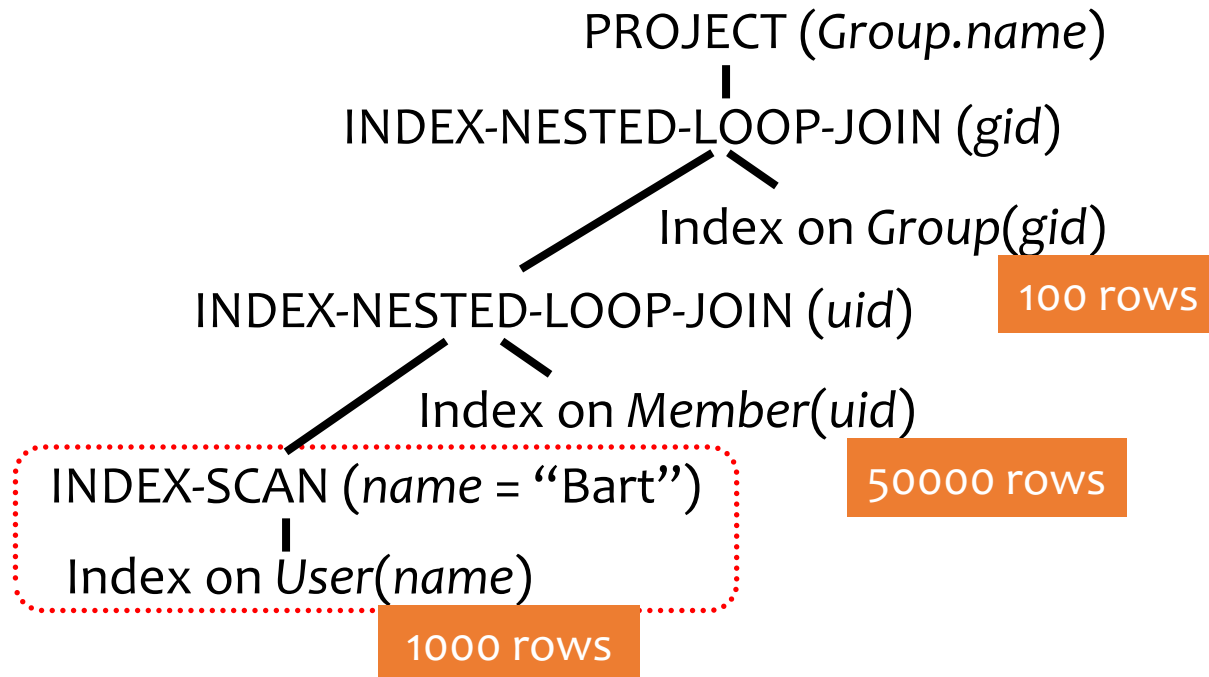 PROJECT (Group.name)
INDEX-NESTED-LOOP-JOIN (gid)
Index on Group(gid)
100 rows
INDEX-NESTED-LOOP-JOIN (uid)
Index on Member(uid)
50000 rows
INDEX-SCAN (name = “Bart”)
Index on User(name)
1000 rows